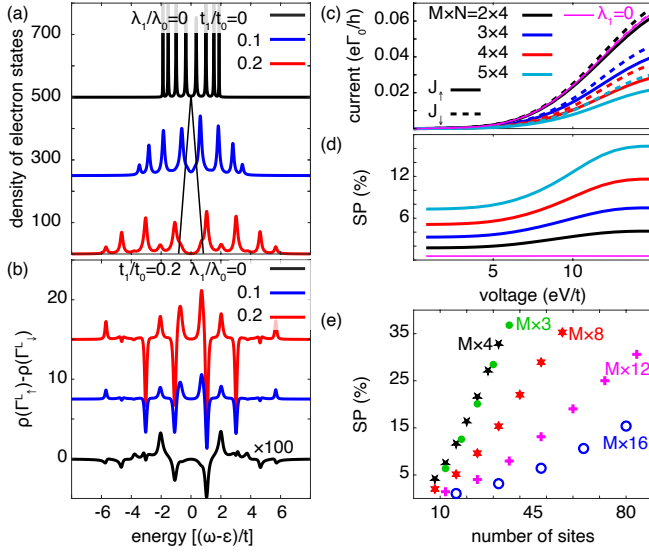 (a)
λ₁/λ₀=0 t₁/t₀=0
0.1
0.2
density of electron states
500
300
100
(b)
t₁/t₀=0.2 λ₁/λ₀=0
0.1
0.2
ρ(Γᴸ↑)-ρ(Γᴸ↓)
20
10
0
×100
-6 -4 -2 0 2 4 6
energy [(ω-ε)/t]
(c)
M×N=2×4
3×4
4×4
5×4
λ₁=0
J↑
J↓
current (eΓ₀/h)
0.06
0.04
0
(d)
SP (%)
12
6
5 10
voltage (eV/t)
(e)
M×4
M×3
M×8
M×12
M×16
SP (%)
35
25
15
5
10 45 80
number of sites